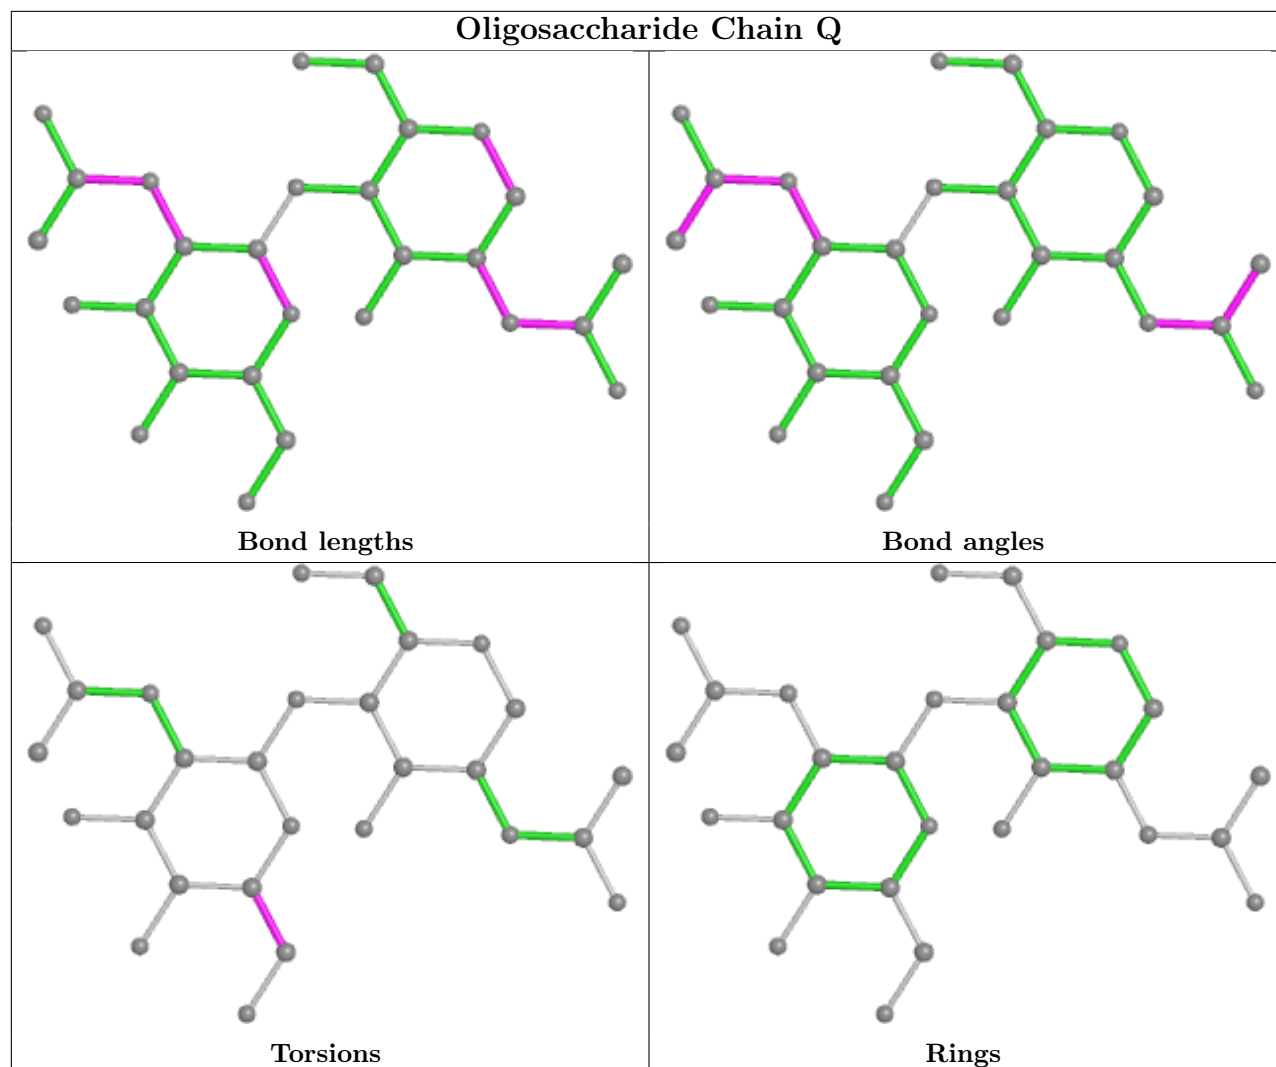 Oligosaccharide Chain Q
Bond lengths
Bond angles
Torsions
Rings